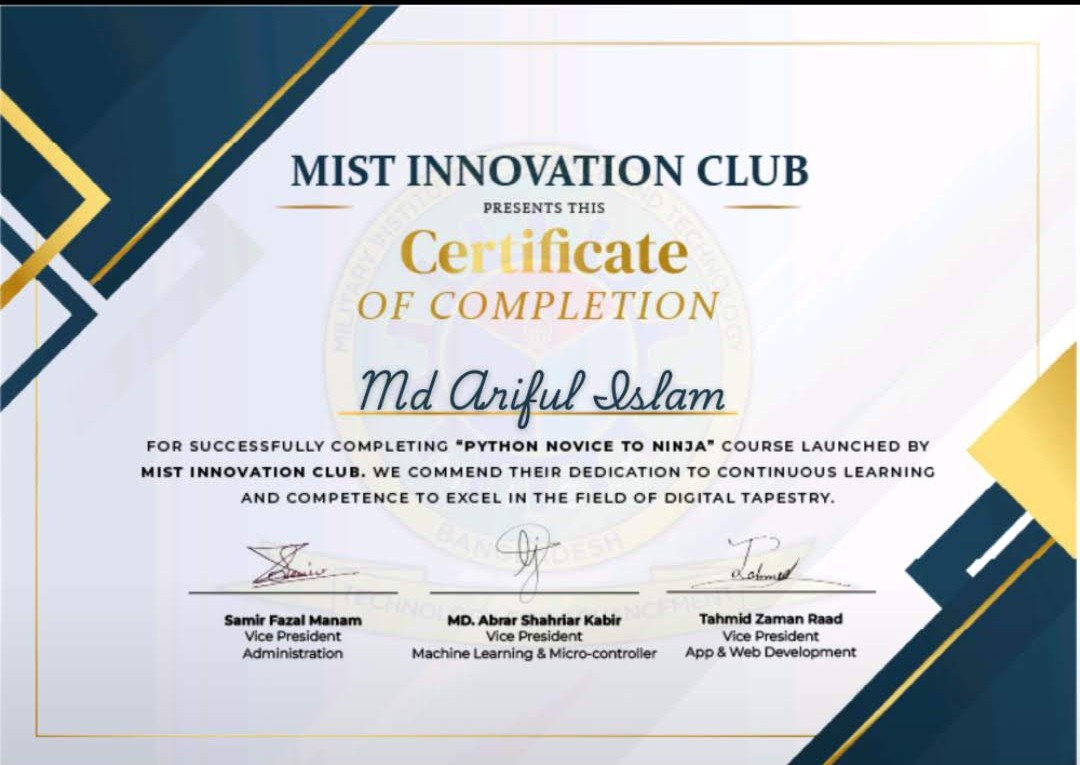 MIST INNOVATION CLUB
PRESENTS THIS
Certificate
OF COMPLETION
Md Ariful Islam
FOR SUCCESSFULLY COMPLETING "PYTHON NOVICE TO NINJA" COURSE LAUNCHED BY
MIST INNOVATION CLUB. WE COMMEND THEIR DEDICATION TO CONTINUOUS LEARNING
AND COMPETENCE TO EXCEL IN THE FIELD OF DIGITAL TAPESTRY.
Samir Fazal Manam
Vice President
Administration
MD. Abrar Shahriar Kabir
Vice President
Machine Learning & Micro-controller
Tahmid Zaman Raad
Vice President
App & Web Development